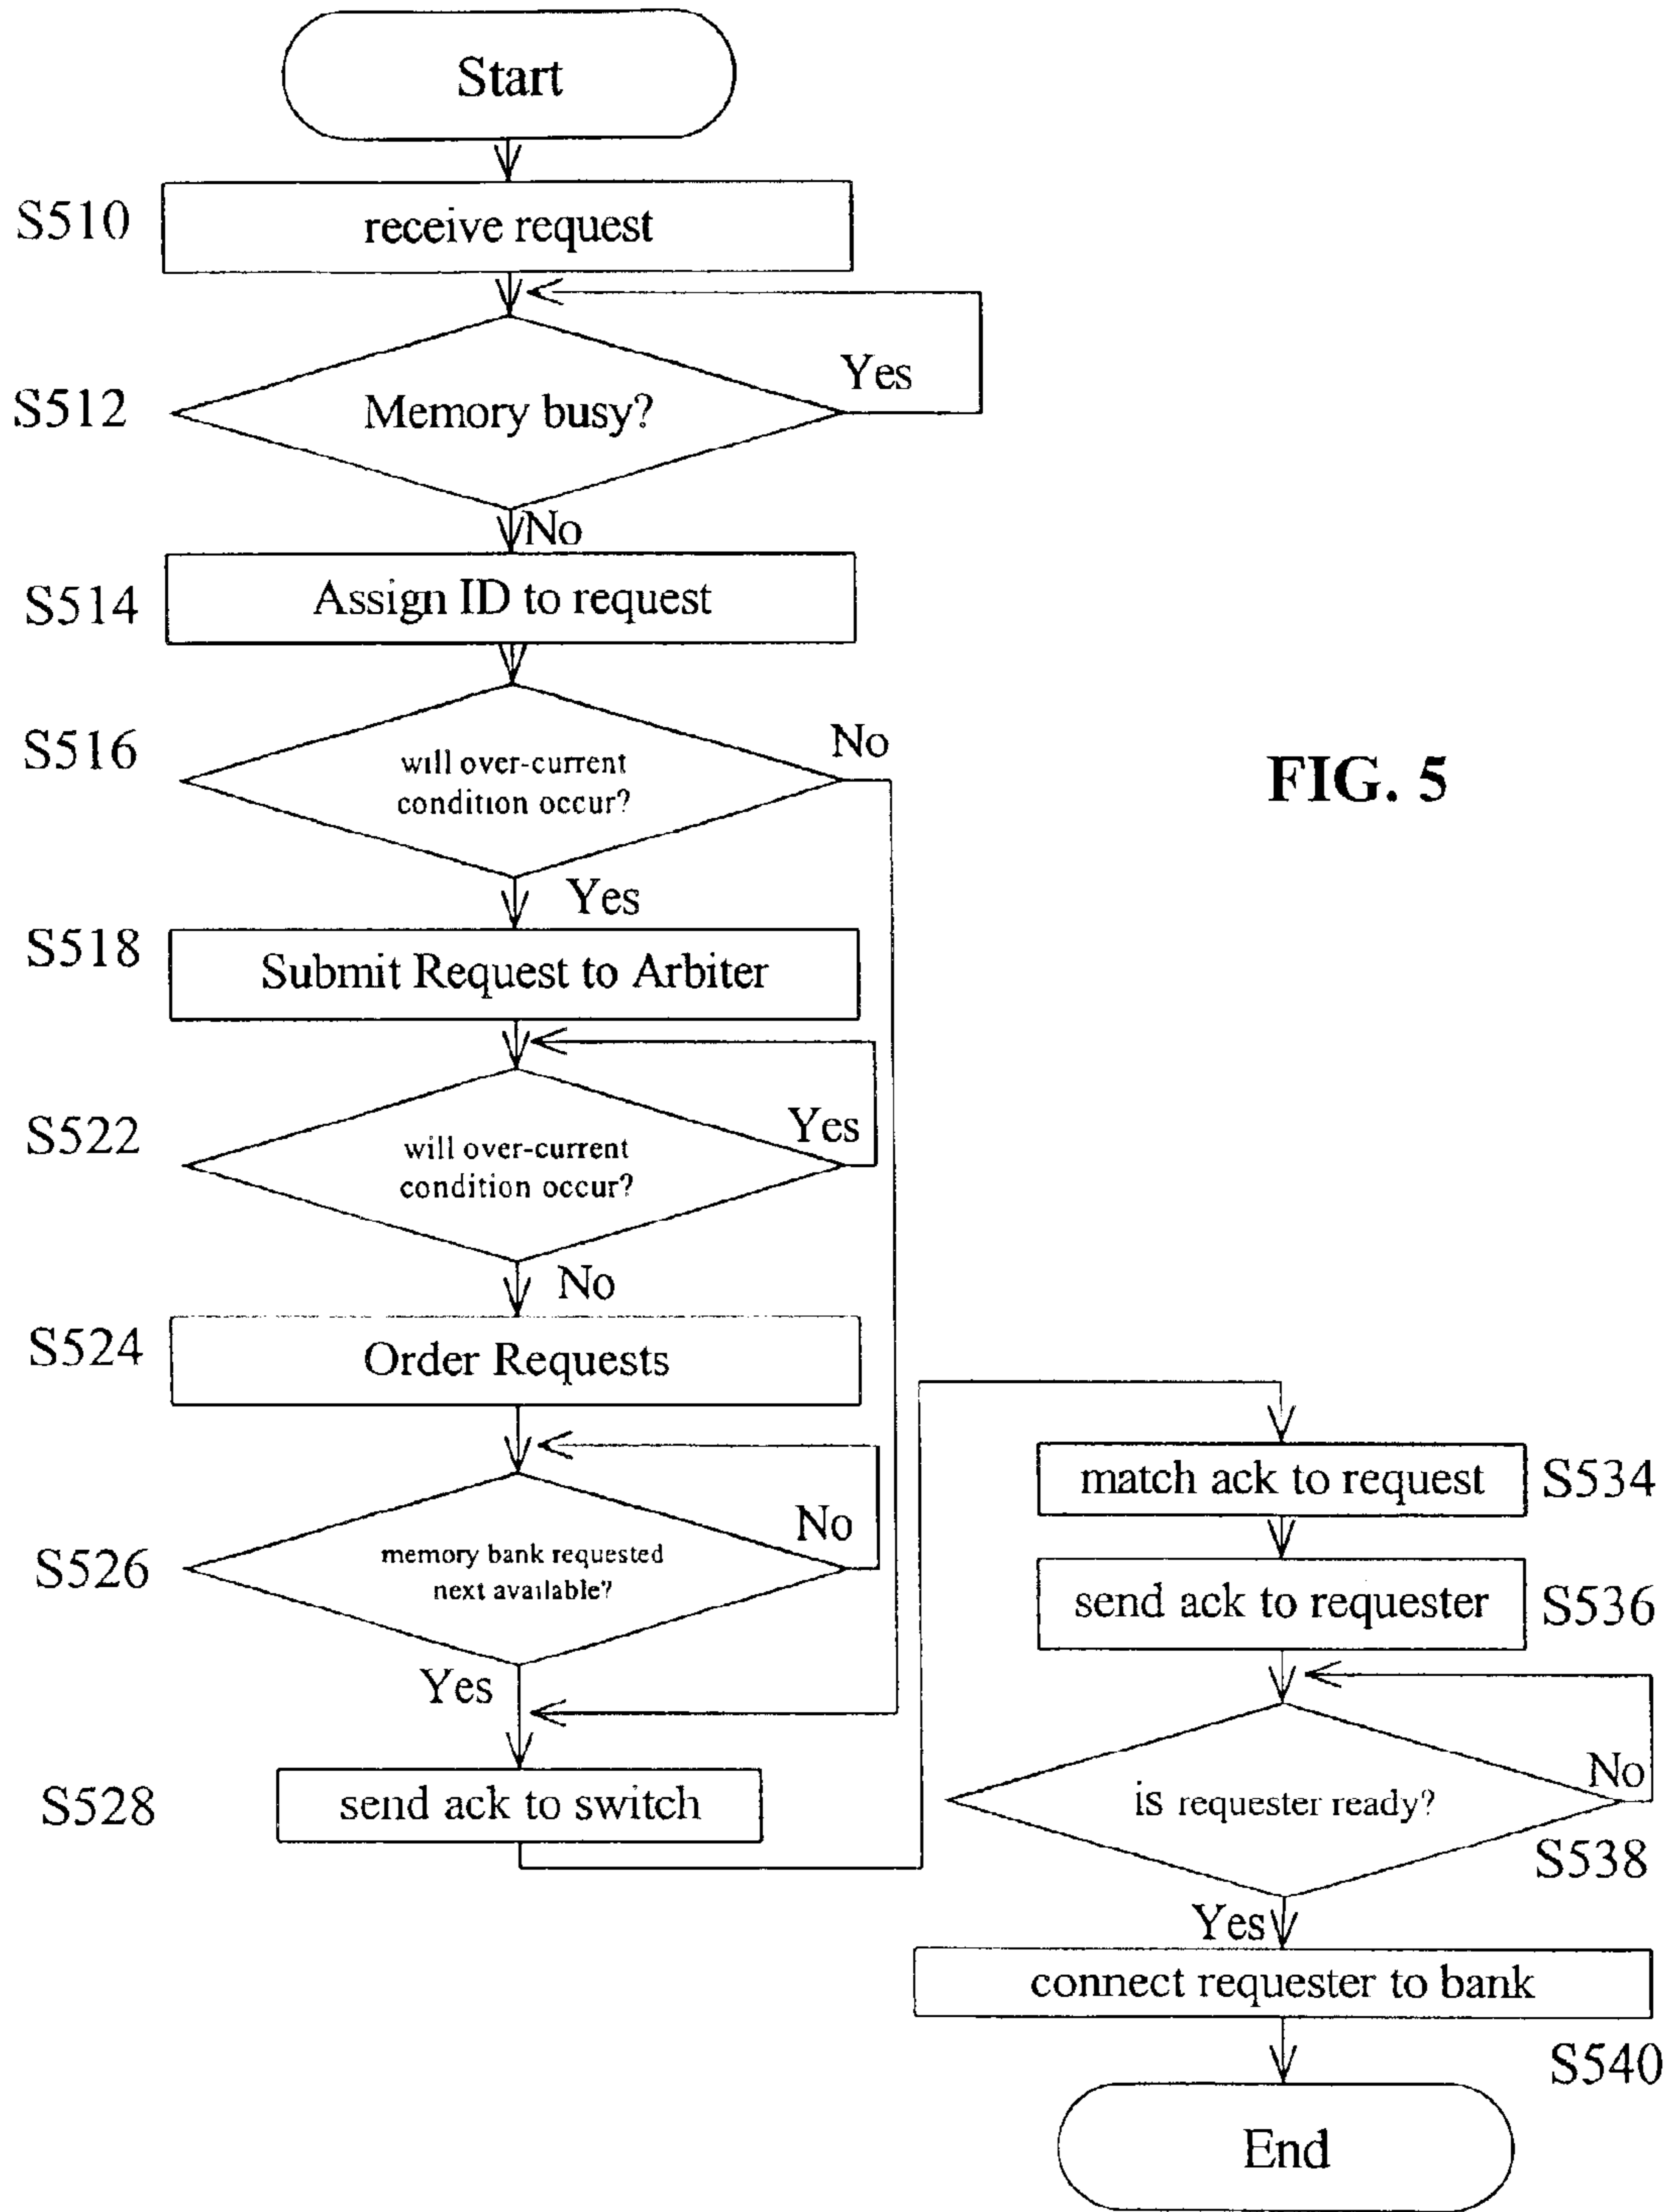 Start
S510
receive request
S512
Memory busy?
Yes
No
S514
Assign ID to request
S516
will over-current
condition occur?
No
Yes
FIG. 5
S518
Submit Request to Arbiter
S522
will over-current
condition occur?
Yes
No
S524
Order Requests
S526
memory bank requested
next available?
No
Yes
S528
send ack to switch
match ack to request
S534
send ack to requester
S536
is requester ready?
No
S538
Yes
connect requester to bank
S540
End